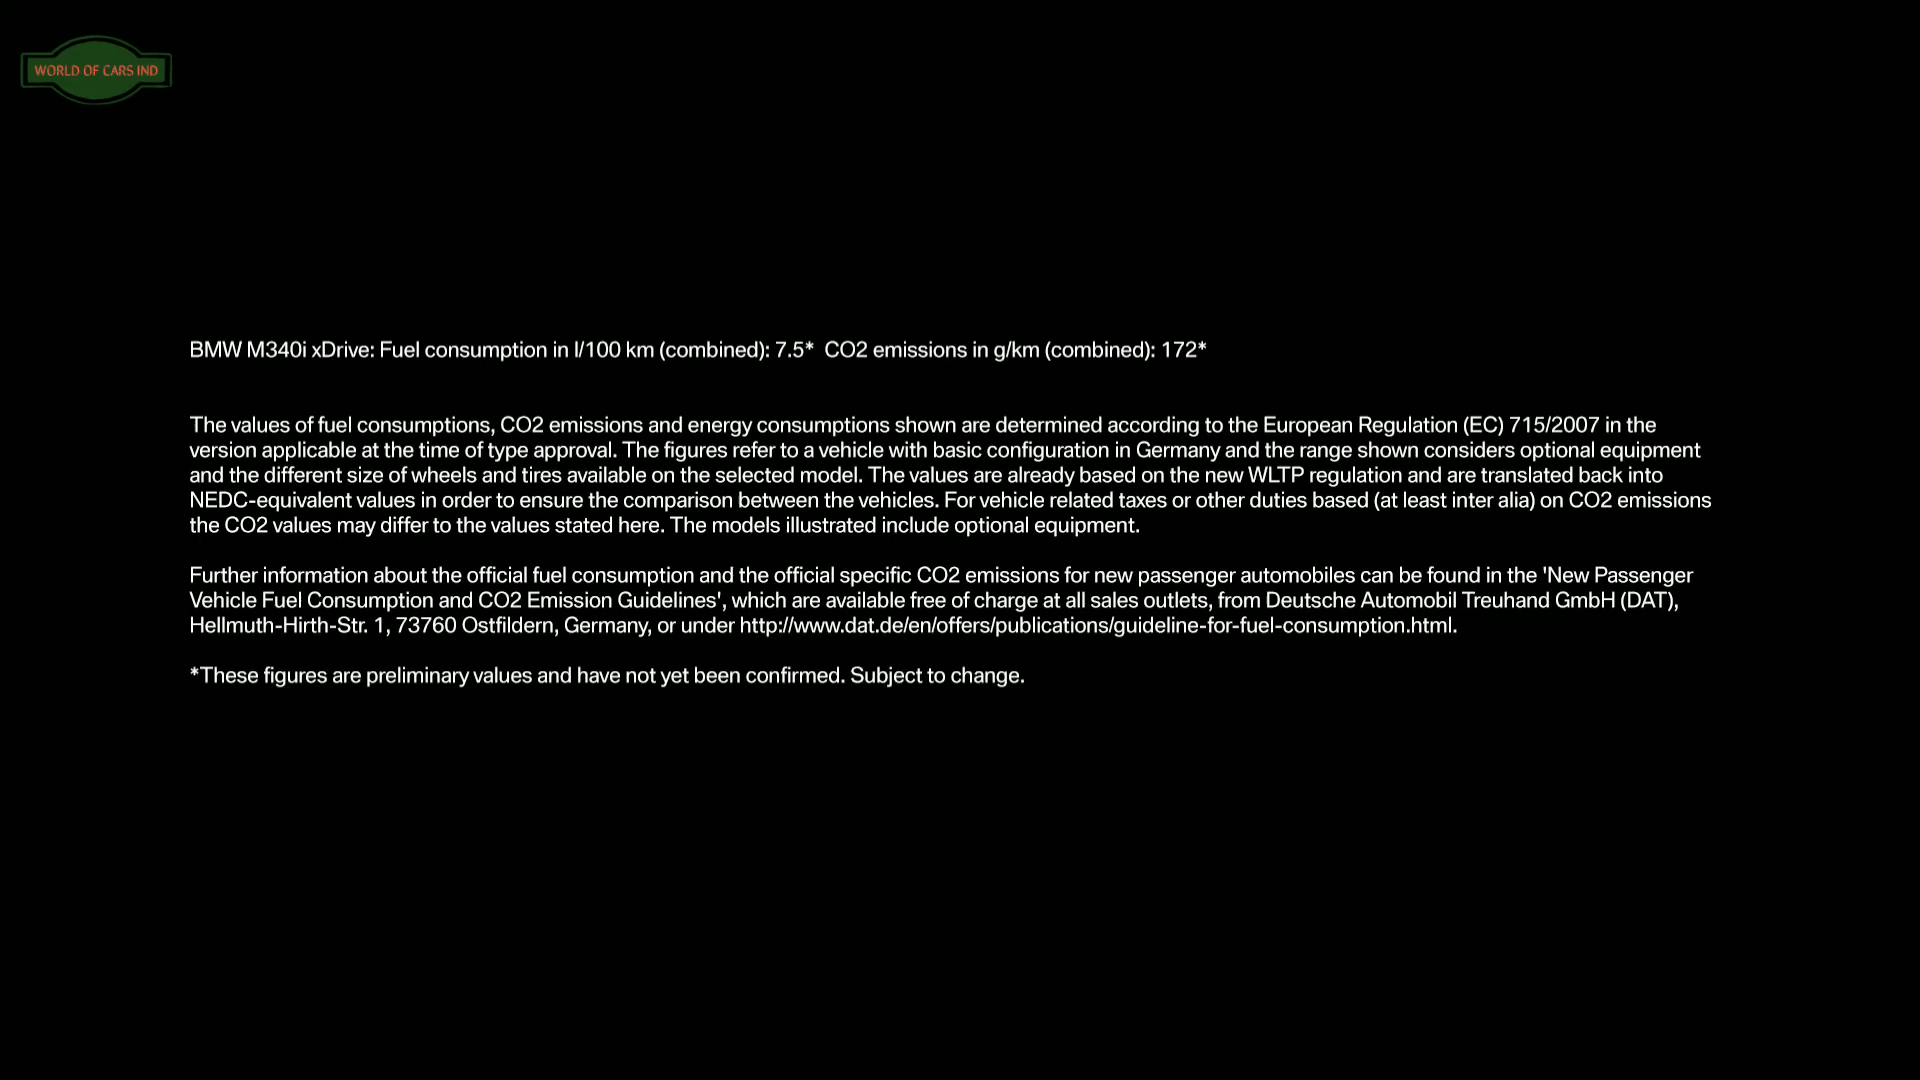 WORLD OF CARS IND
BMW M340i xDrive: Fuel consumption in l/100 km (combined): 7.5*  CO2 emissions in g/km (combined): 172*
The values of fuel consumptions, CO2 emissions and energy consumptions shown are determined according to the European Regulation (EC) 715/2007 in the
version applicable at the time of type approval. The figures refer to a vehicle with basic configuration in Germany and the range shown considers optional equipment
and the different size of wheels and tires available on the selected model. The values are already based on the new WLTP regulation and are translated back into
NEDC-equivalent values in order to ensure the comparison between the vehicles. For vehicle related taxes or other duties based (at least inter alia) on CO2 emissions
the CO2 values may differ to the values stated here. The models illustrated include optional equipment.
Further information about the official fuel consumption and the official specific CO2 emissions for new passenger automobiles can be found in the 'New Passenger
Vehicle Fuel Consumption and CO2 Emission Guidelines', which are available free of charge at all sales outlets, from Deutsche Automobil Treuhand GmbH (DAT),
Hellmuth-Hirth-Str. 1, 73760 Ostfildern, Germany, or under http://www.dat.de/en/offers/publications/guideline-for-fuel-consumption.html.
*These figures are preliminary values and have not yet been confirmed. Subject to change.